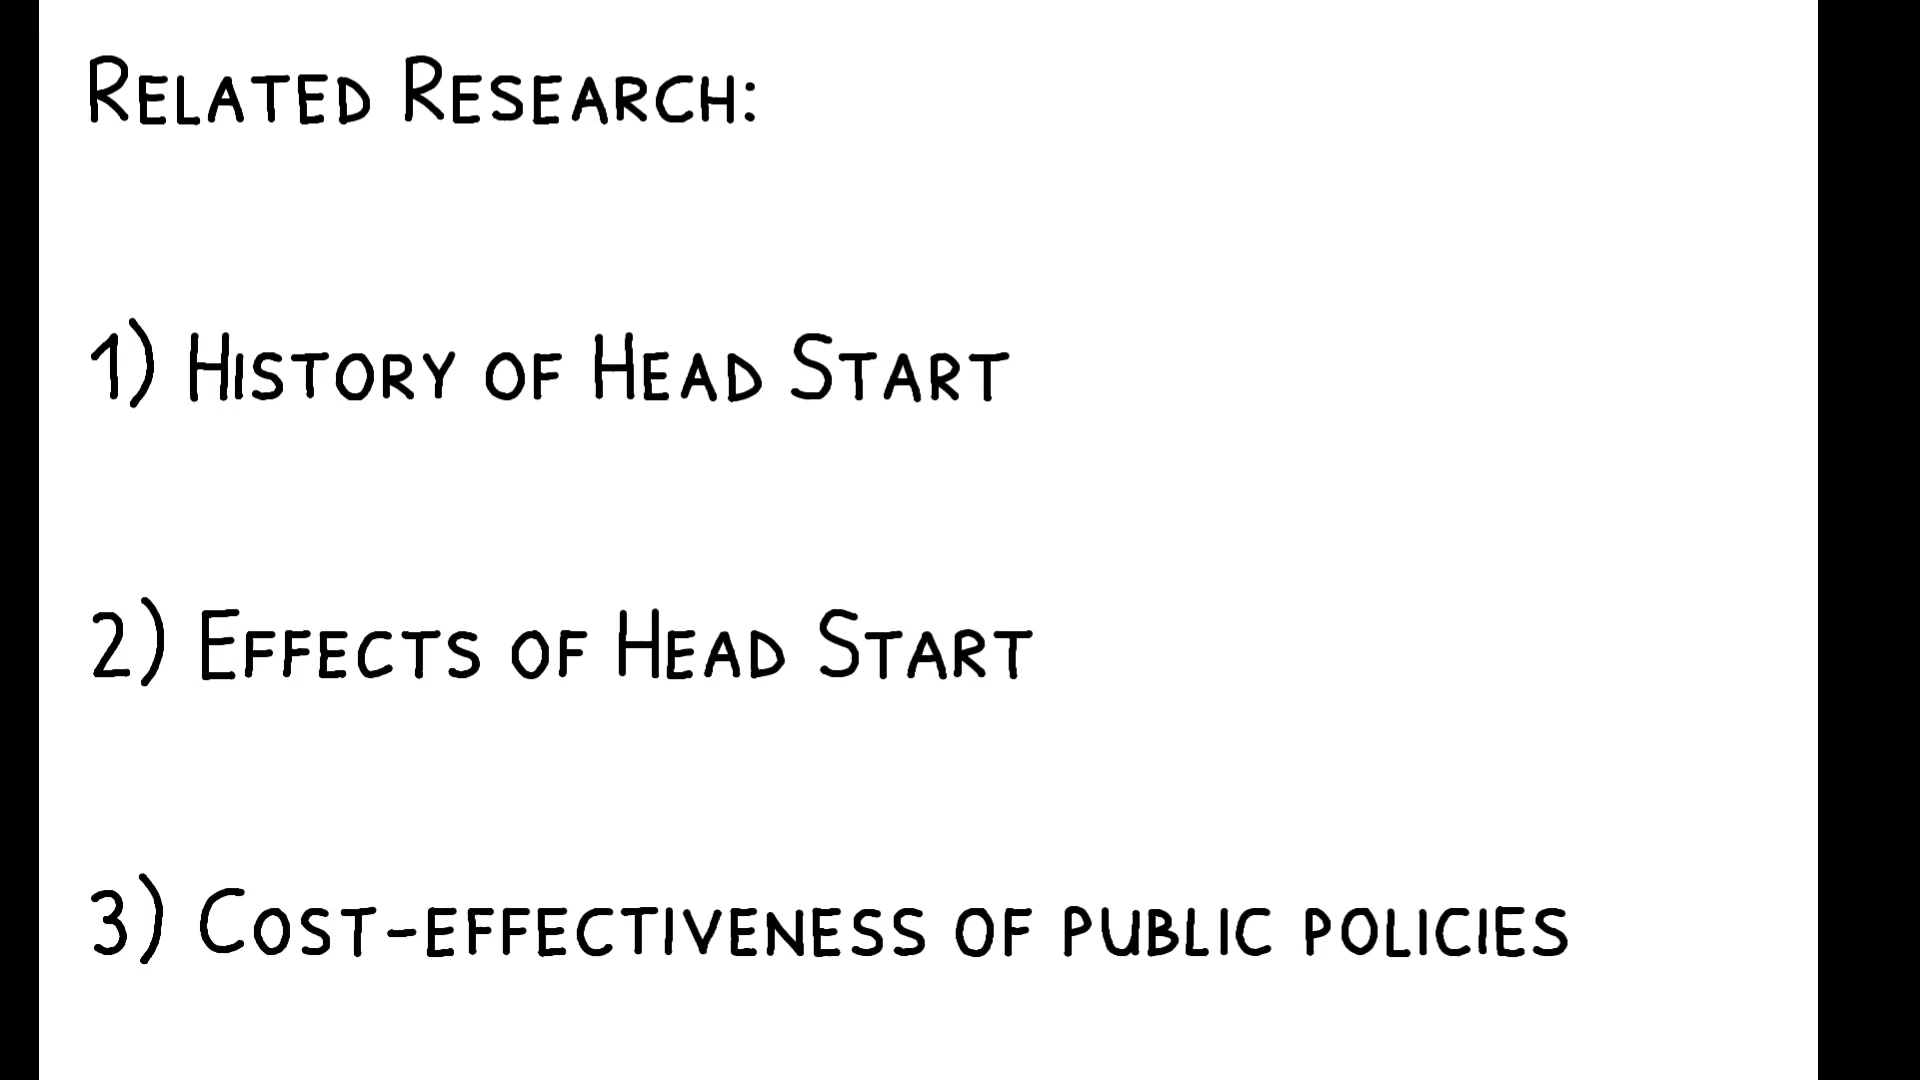 Related Research:
1) History of Head Start
2) Effects of Head Start
3) Cost-effectiveness of public policies